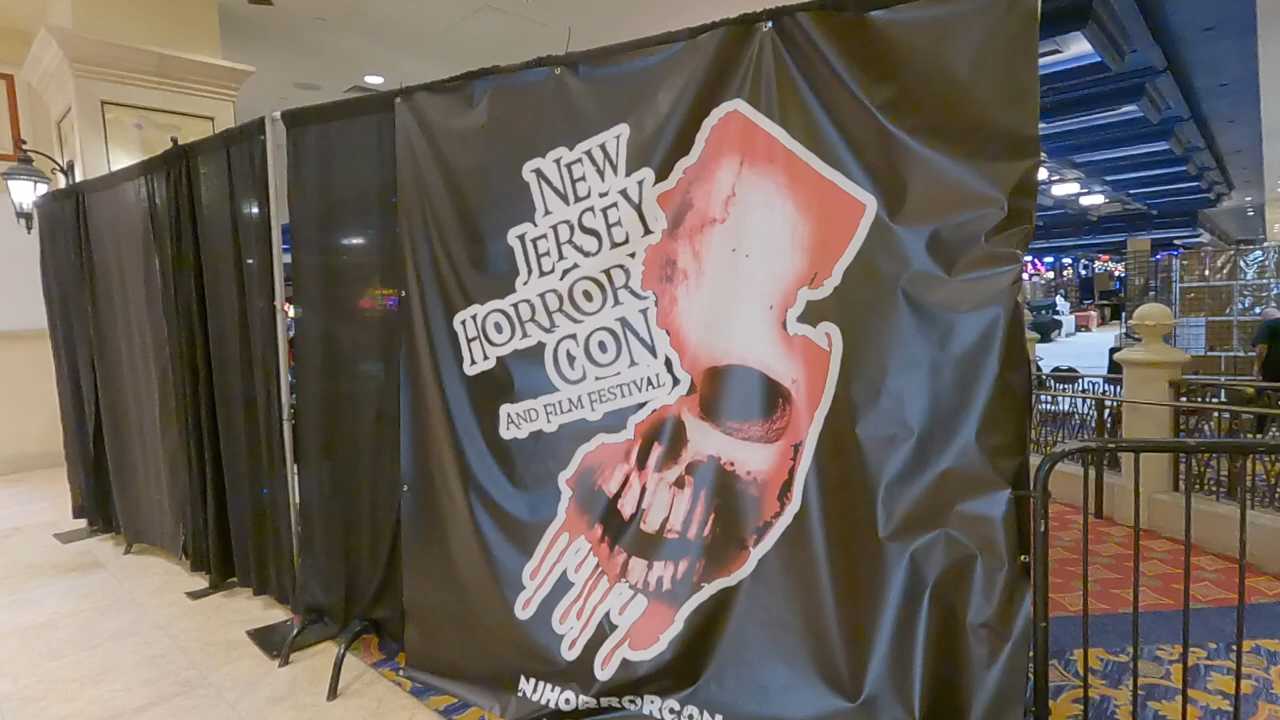 NEW
JERSEY
HORROR
CON
AND FILM FESTIVAL
NJHORRORCON